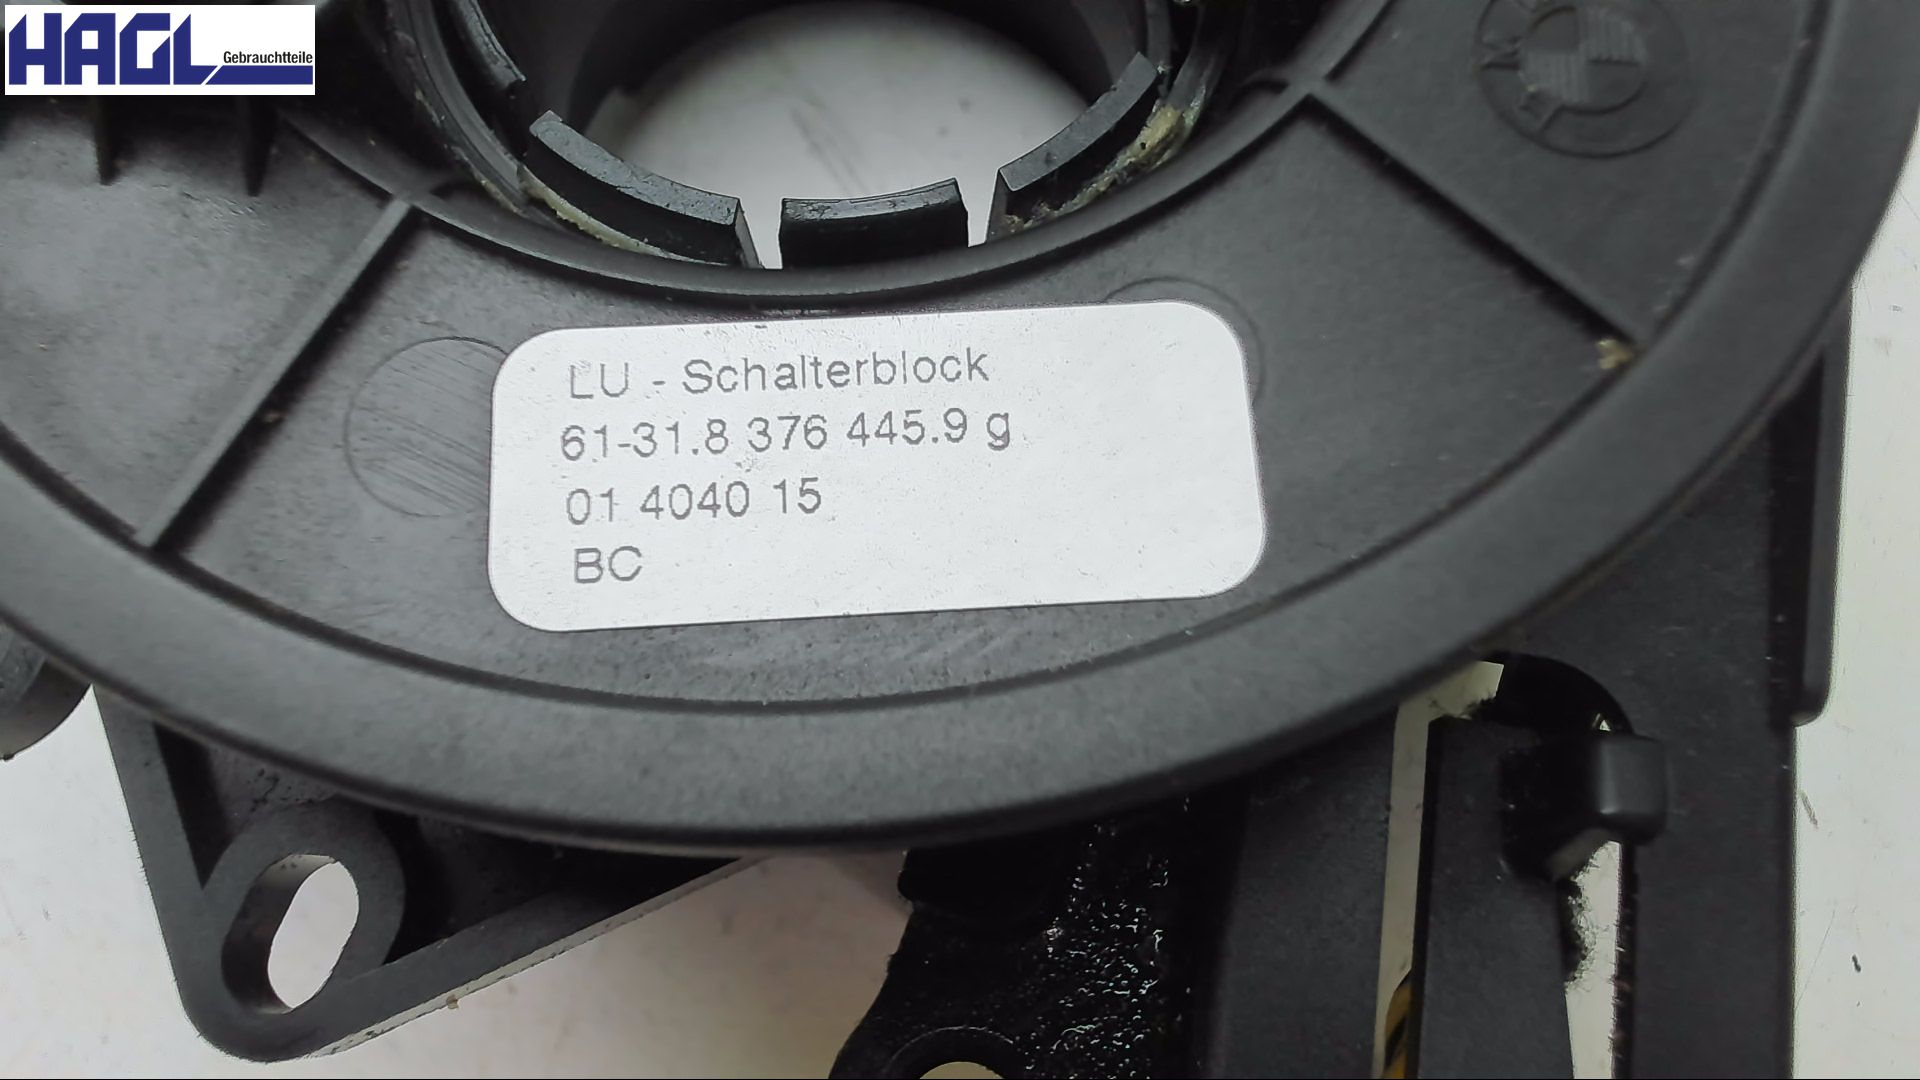 HAGL
Gebrauchtteile
LU - Schalterblock
61-31.8 376 445.9 g
01 4040 15
BC